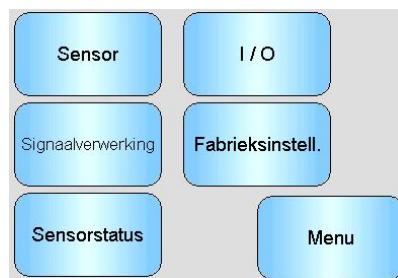 Sensor
I / O
Signaalverwerking
Fabrieksinstell.
Sensorstatus
Menu